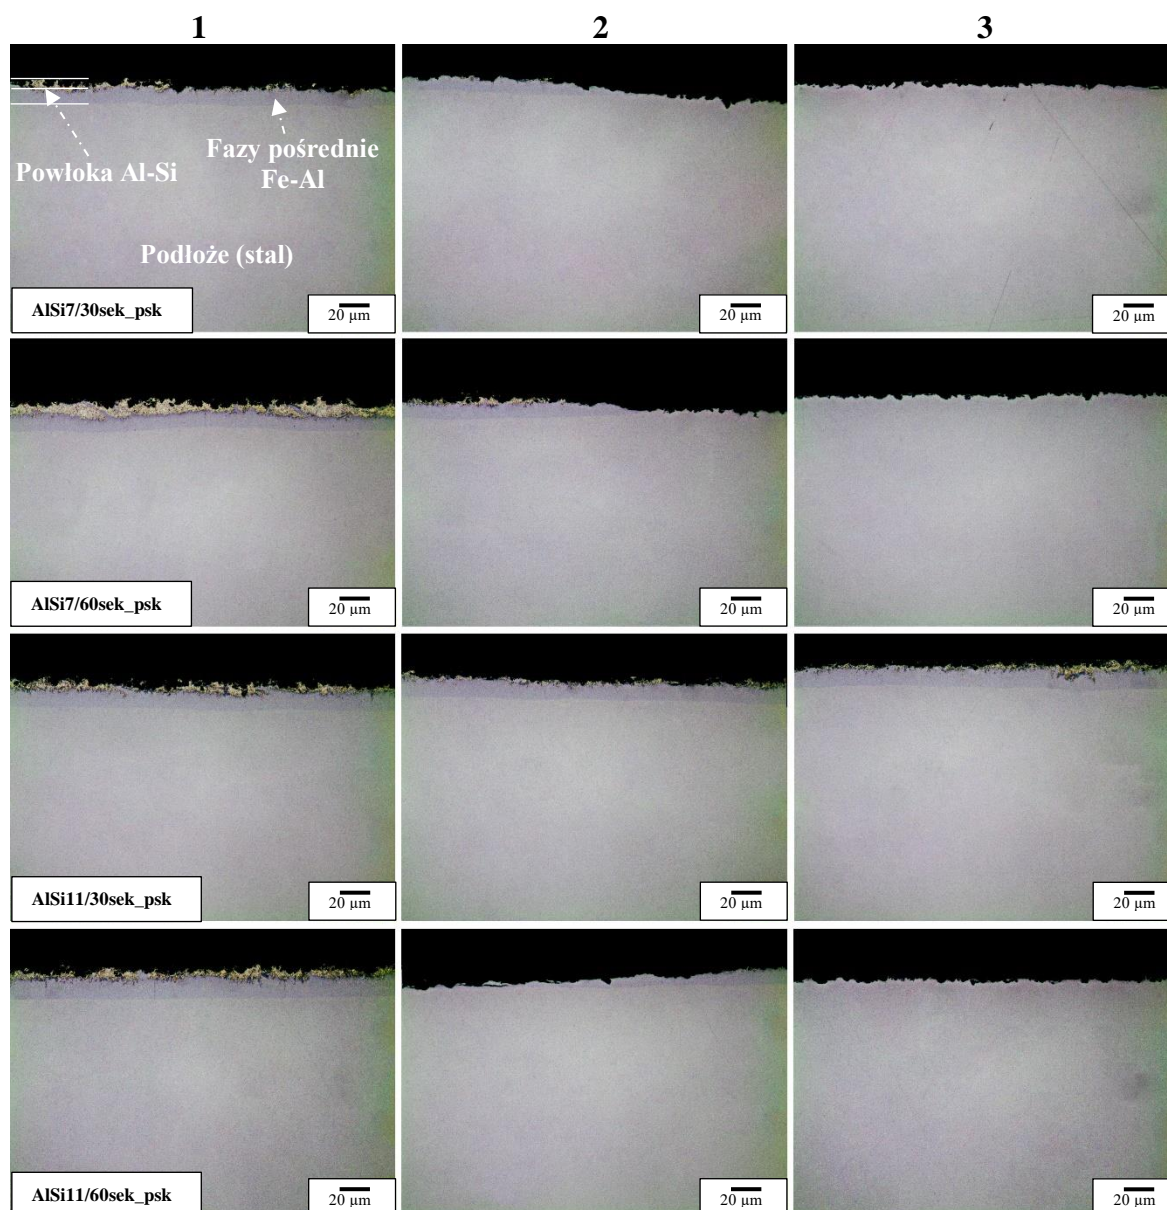 1 2 3
Powłoka Al-Si
Fazy pośrednie
Fe-Al
Podłoże (stal)
AlSi7/30sek_psk
20 µm
20 µm
20 µm
AlSi7/60sek_psk
20 µm
20 µm
20 µm
AlSi11/30sek_psk
20 µm
20 µm
20 µm
AlSi11/60sek_psk
20 µm
20 µm
20 µm